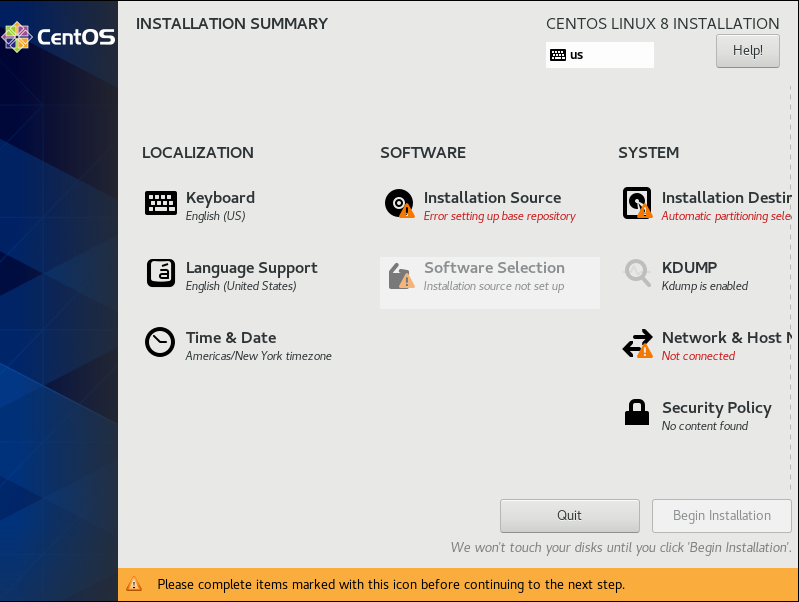 CentOS
INSTALLATION SUMMARY
CENTOS LINUX 8 INSTALLATION
us
Help!
LOCALIZATION
Keyboard
English (US)
Language Support
English (United States)
Time & Date
Americas/New York timezone
SOFTWARE
Installation Source
Error setting up base repository
Software Selection
Installation source not set up
SYSTEM
Installation Destin
Automatic partitioning sele
KDUMP
Kdump is enabled
Network & Host N
Not connected
Security Policy
No content found
Quit
Begin Installation
We won't touch your disks until you click 'Begin Installation'.
Please complete items marked with this icon before continuing to the next step.